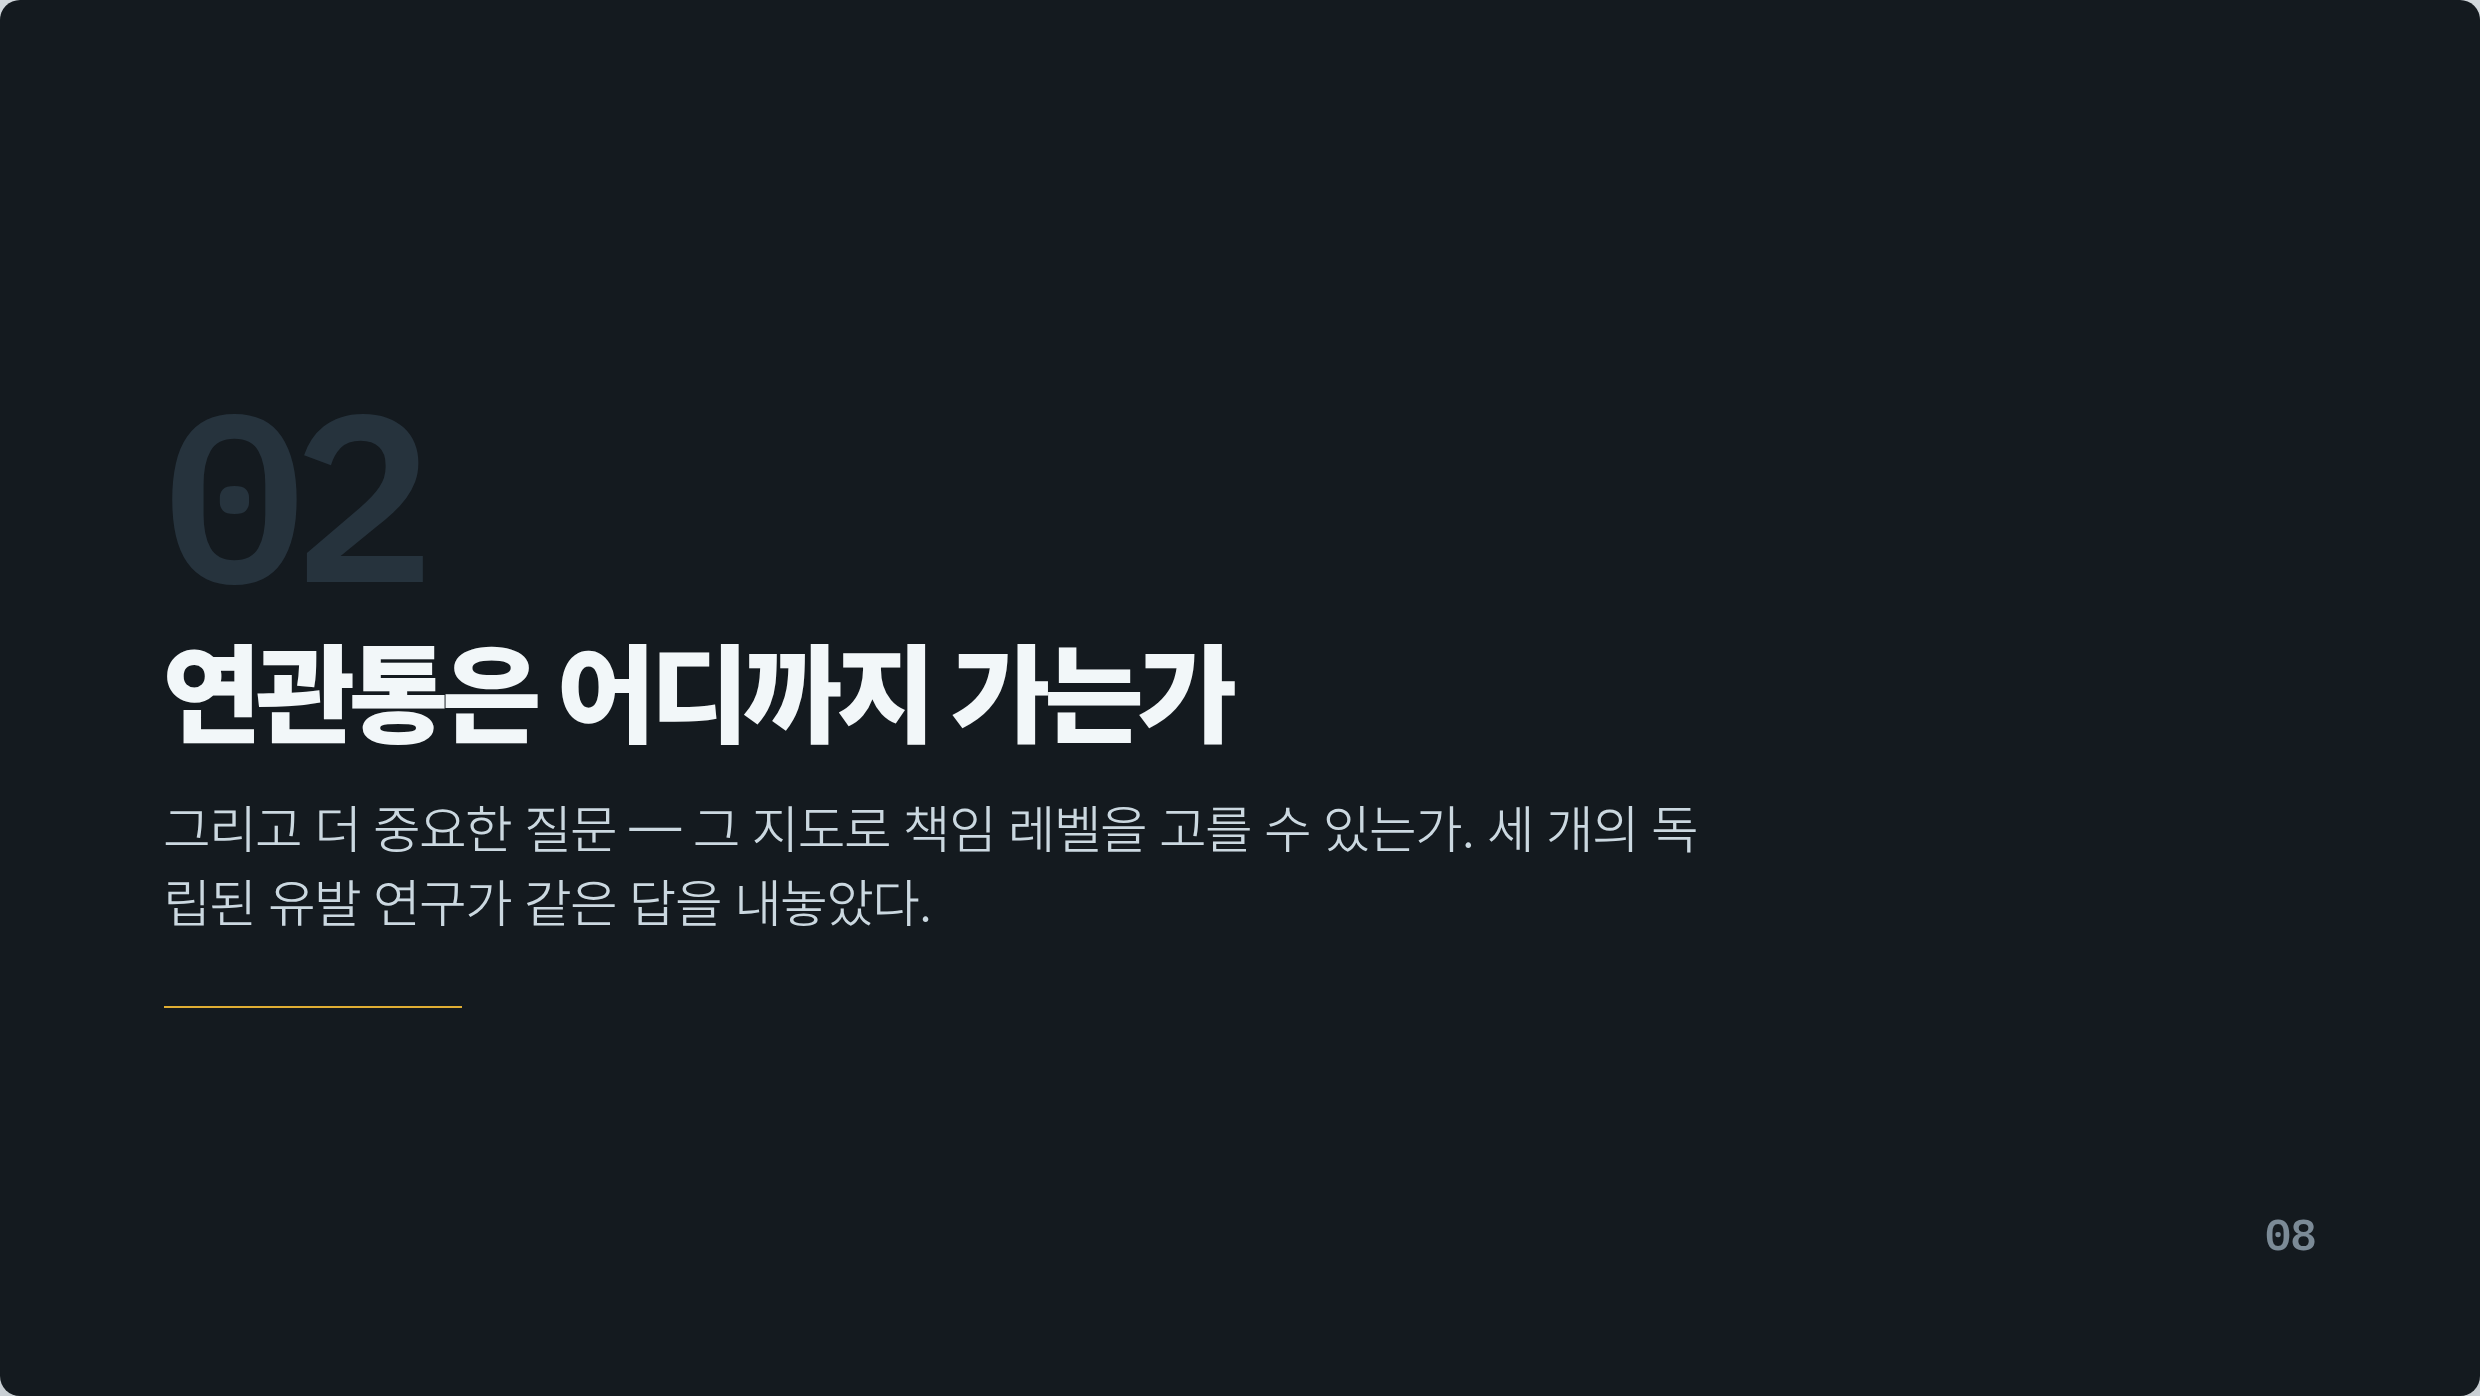 02
연관통은 어디까지 가는가
그리고 더 중요한 질문 — 그 지도로 책임 레벨을 고를 수 있는가. 세 개의 독
립된 유발 연구가 같은 답을 내놓았다.
08